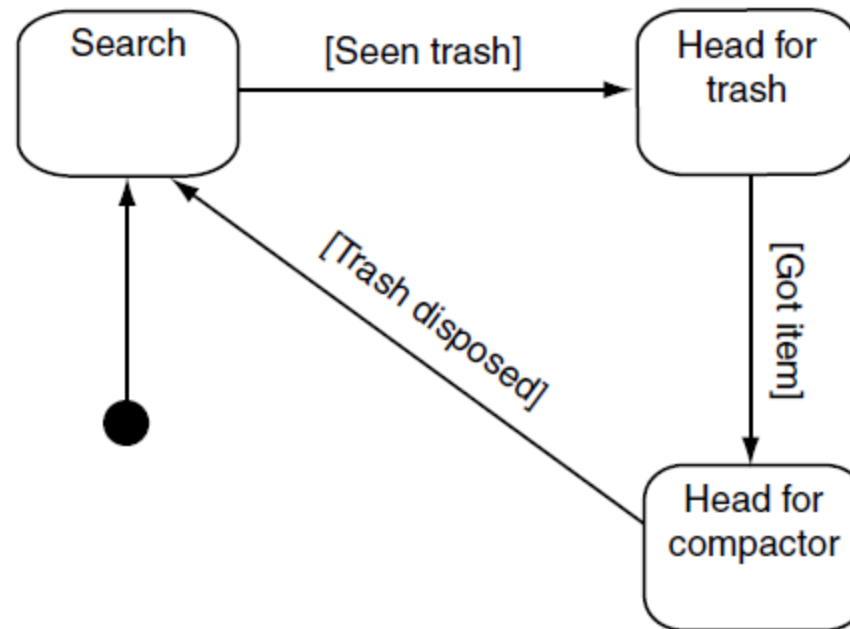 Search
[Seen trash]
Head for
trash
[Trash disposed]
[Got item]
Head for
compactor